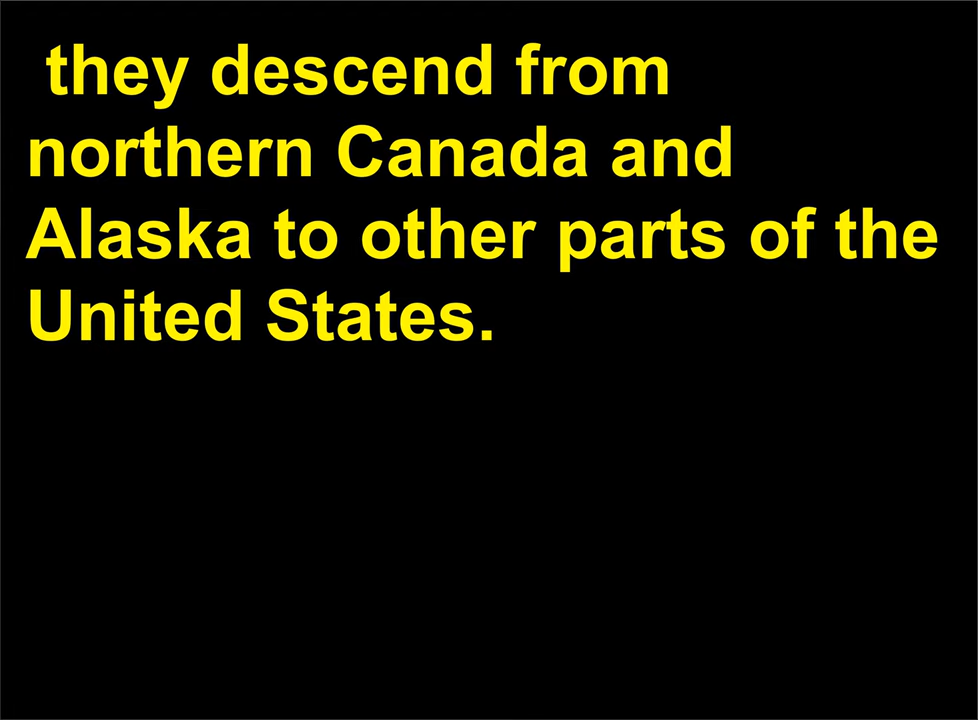 they descend from
northern Canada and
Alaska to other parts of the
United States.